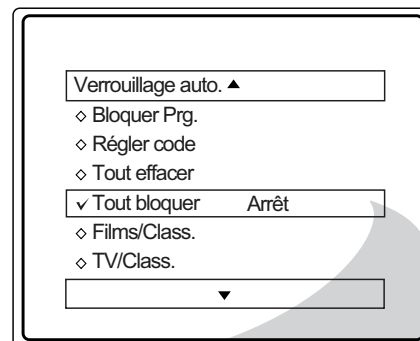 Verrouillage auto. ▲
◇ Bloquer Prg.
◇ Régler code
◇ Tout effacer
✓ Tout bloquer Arrêt
◇ Films/Class.
◇ TV/Class.
▼